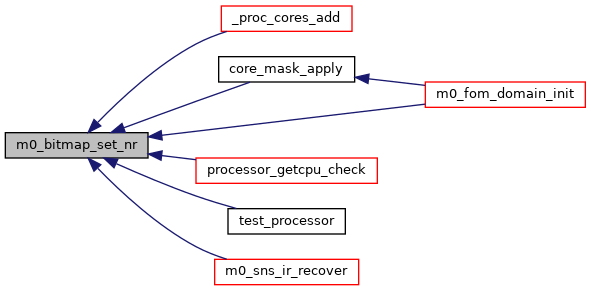 _proc_cores_add
core_mask_apply
m0_fom_domain_init
m0_bitmap_set_nr
processor_getcpu_check
test_processor
m0_sns_ir_recover